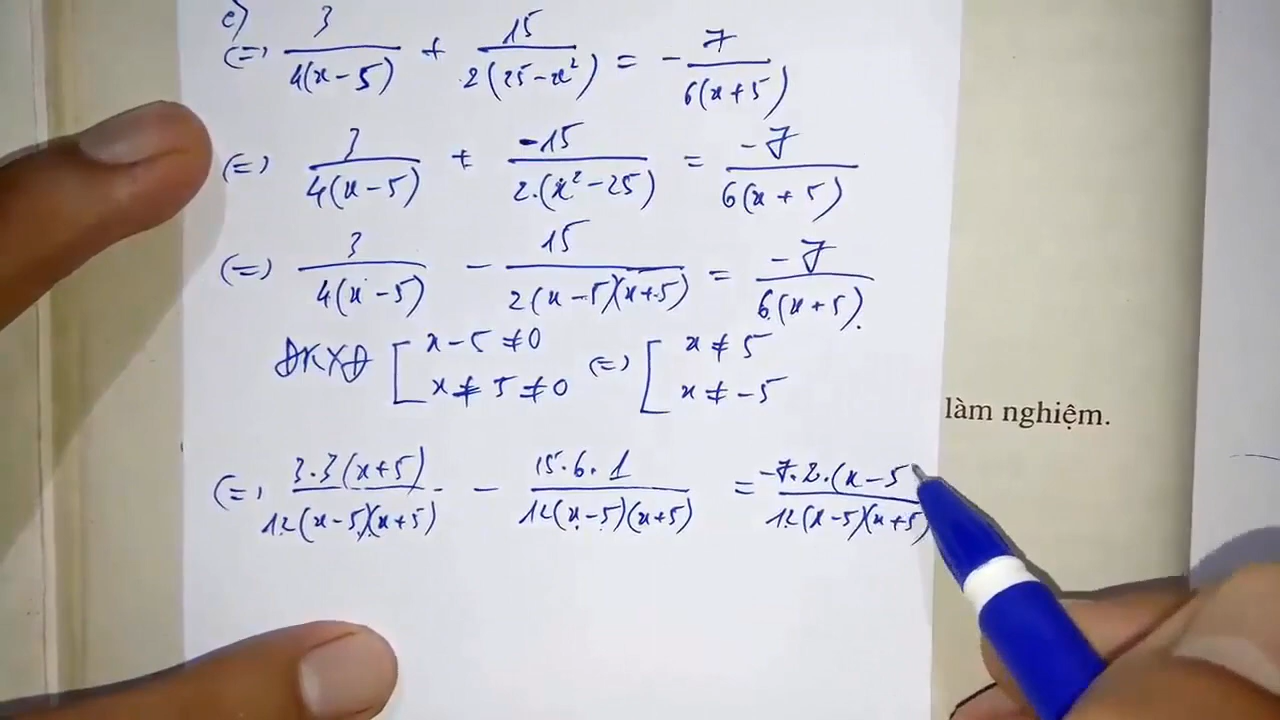 e)
(=) 3/4(x-5) + 15/2(25-x²) = - 7/6(x+5)
(=) 3/4(x-5) + -15/2.(x²-25) = -7/6(x+5)
(=) 3/4(x-5) - 15/2(x-5)(x+5) = -7/6.(x+5).
ĐKXĐ [ x-5≠0 (=) [ x≠5
x≠5≠0 x≠-5
làm nghiệm.
(=) 3.3(x+5)/12(x-5)(x+5) - 15.6.1/12(x-5)(x+5) = -7.2.(x-5/12(x-5)(x+5)